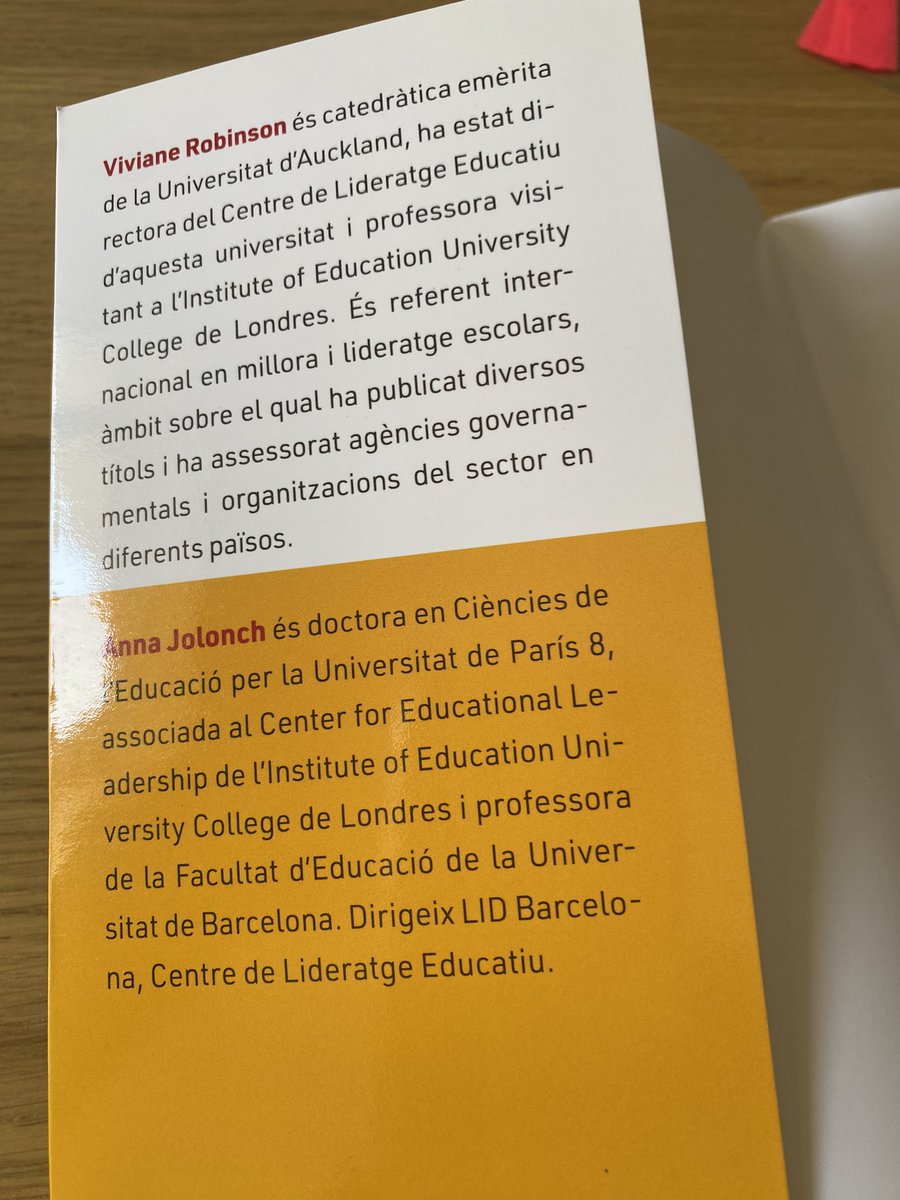 Viviane Robinson és catedràtica emèrita
de la Universitat d'Auckland, ha estat di-
rectora del Centre de Lideratge Educatiu
d'aquesta universitat i professora visi-
tant a l'Institute of Education University
College de Londres. És referent inter-
nacional en millora i lideratge escolars,
àmbit sobre el qual ha publicat diversos
títols i ha assessorat agències governa-
mentals i organitzacions del sector en
diferents països.
Anna Jolonch és doctora en Ciències de
l'Educació per la Universitat de París 8,
associada al Center for Educational Le-
adership de l'Institute of Education Uni-
versity College de Londres i professora
de la Facultat d'Educació de la Univer-
sitat de Barcelona. Dirigeix LID Barcelo-
na, Centre de Lideratge Educatiu.